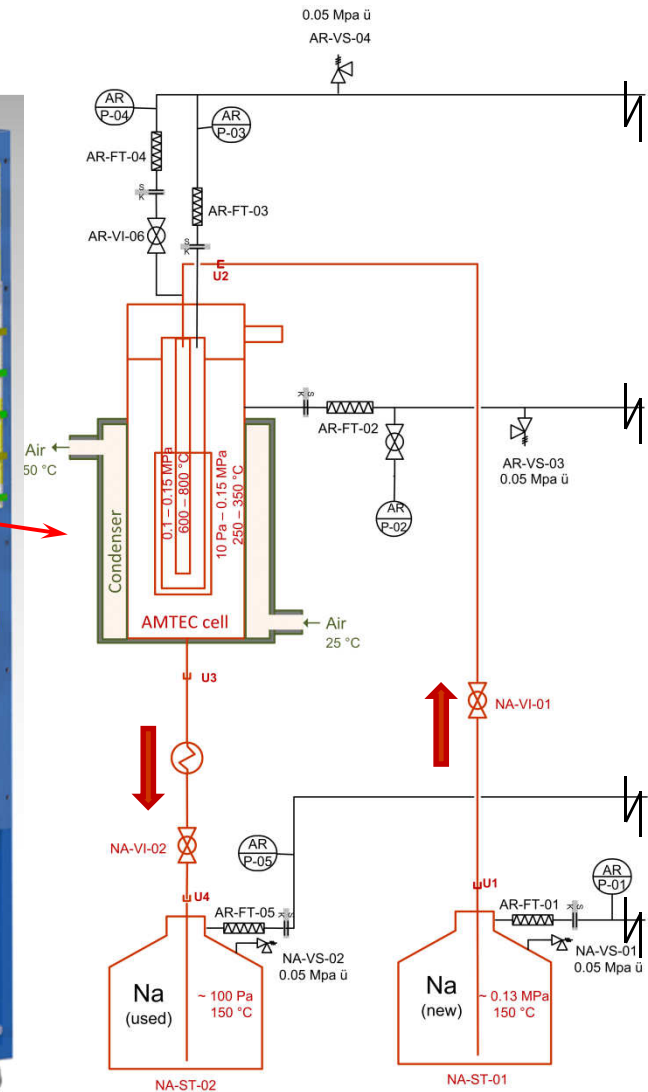 0.05 Mpa ü
AR-VS-04
AR
P-04
AR
P-03
AR-FT-04
S
K
AR-FT-03
AR-VI-06
S
K
U2
S
K
AR-FT-02
AR-VS-03
0.05 MPa ü
Air
50 °C
AR
P-02
Condenser
0.1 – 0.15 MPa
600 – 800 °C
10 Pa – 0.15 MPa
250 – 350 °C
AMTEC cell
Air
25 °C
U3
NA-VI-01
NA-VI-02
AR
P-05
U4
U1
AR
P-01
AR-FT-05
S
K
AR-FT-01
S
K
NA-VS-02
0.05 Mpa ü
NA-VS-01
0.05 Mpa ü
Na
(used)
~ 100 Pa
150 °C
Na
(new)
~ 0.13 MPa
150 °C
NA-ST-02
NA-ST-01